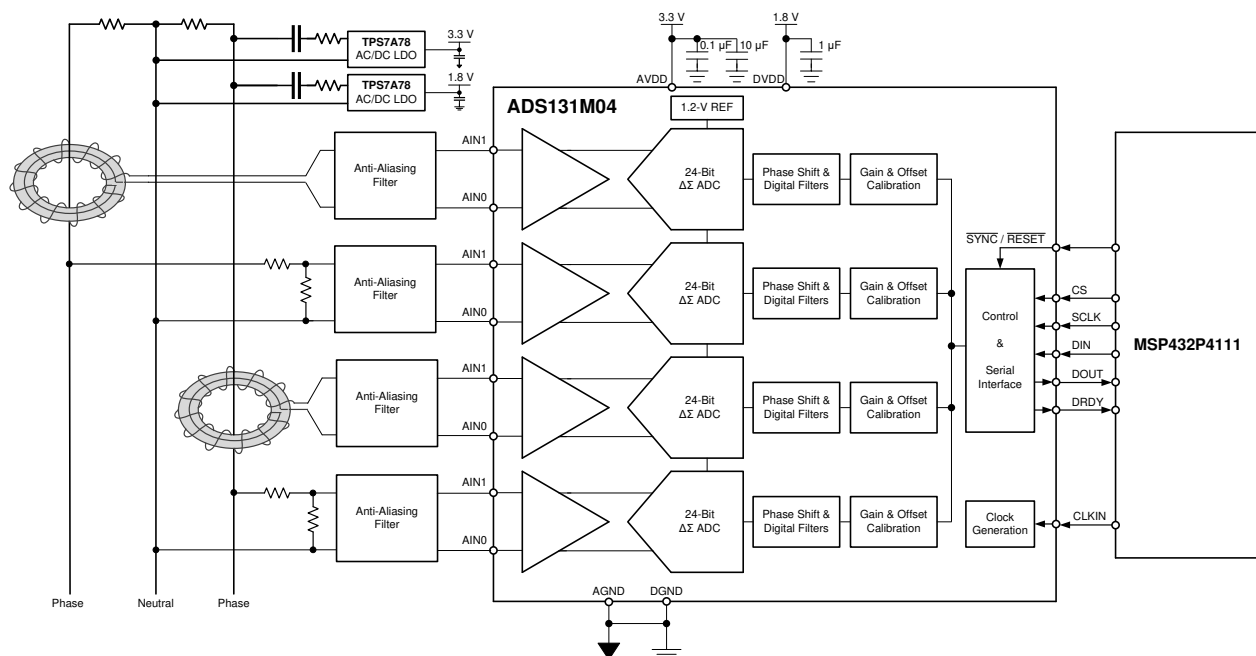 3.3 V
1.8 V
TPS7A78
AC/DC LDO
3.3 V
0.1 µF
10 µF
1 µF
TPS7A78
AC/DC LDO
1.8 V
AVDD
DVDD
ADS131M04
1.2-V REF
Anti-Aliasing
Filter
AIN1
AIN0
24-Bit
ΔΣ ADC
Phase Shift &
Digital Filters
Gain & Offset
Calibration
Anti-Aliasing
Filter
AIN1
AIN0
24-Bit
ΔΣ ADC
Phase Shift &
Digital Filters
Gain & Offset
Calibration
Anti-Aliasing
Filter
AIN1
AIN0
24-Bit
ΔΣ ADC
Phase Shift &
Digital Filters
Gain & Offset
Calibration
Anti-Aliasing
Filter
AIN1
AIN0
24-Bit
ΔΣ ADC
Phase Shift &
Digital Filters
Gain & Offset
Calibration
SYNC / RESET
Control
&
Serial
Interface
CS
SCLK
DIN
DOUT
DRDY
MSP432P4111
Clock
Generation
CLKIN
Phase
Neutral
Phase
AGND
DGND